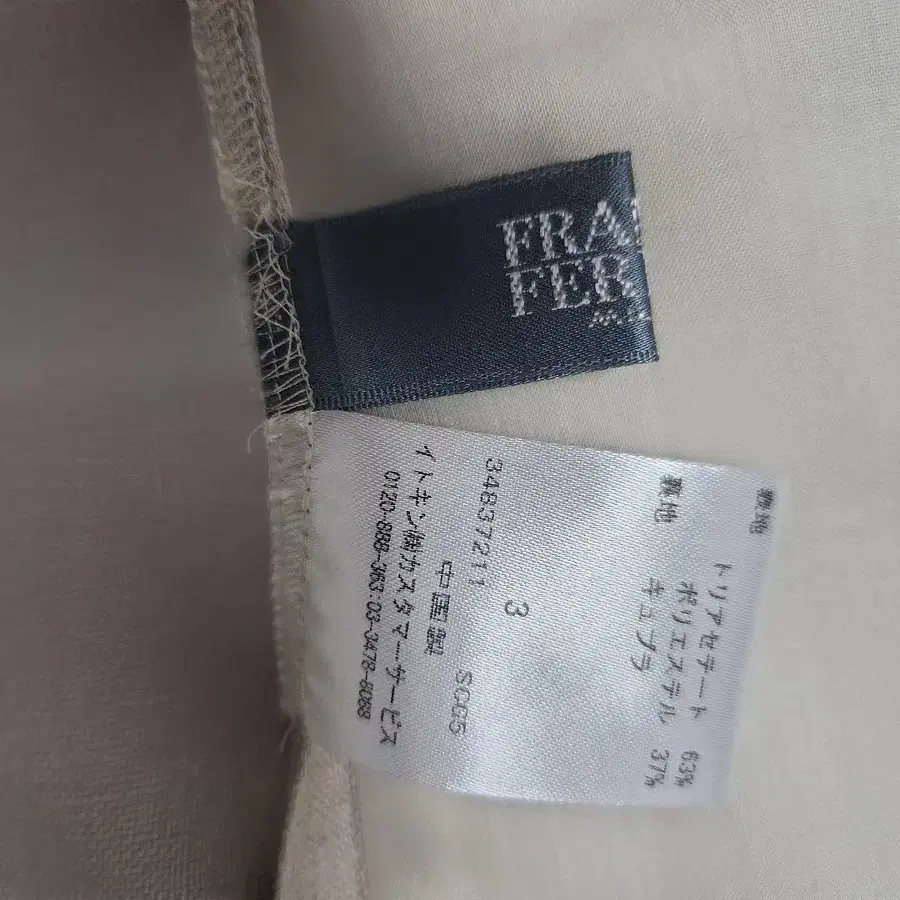 FRA
FER
表地 トリアセテート 63%
ポリエステル 37%
裏地 キュプラ
3
34837211 SCG5
中国製
イトキン㈱カスタマーサービス
0120-888-363:03-3478-8088